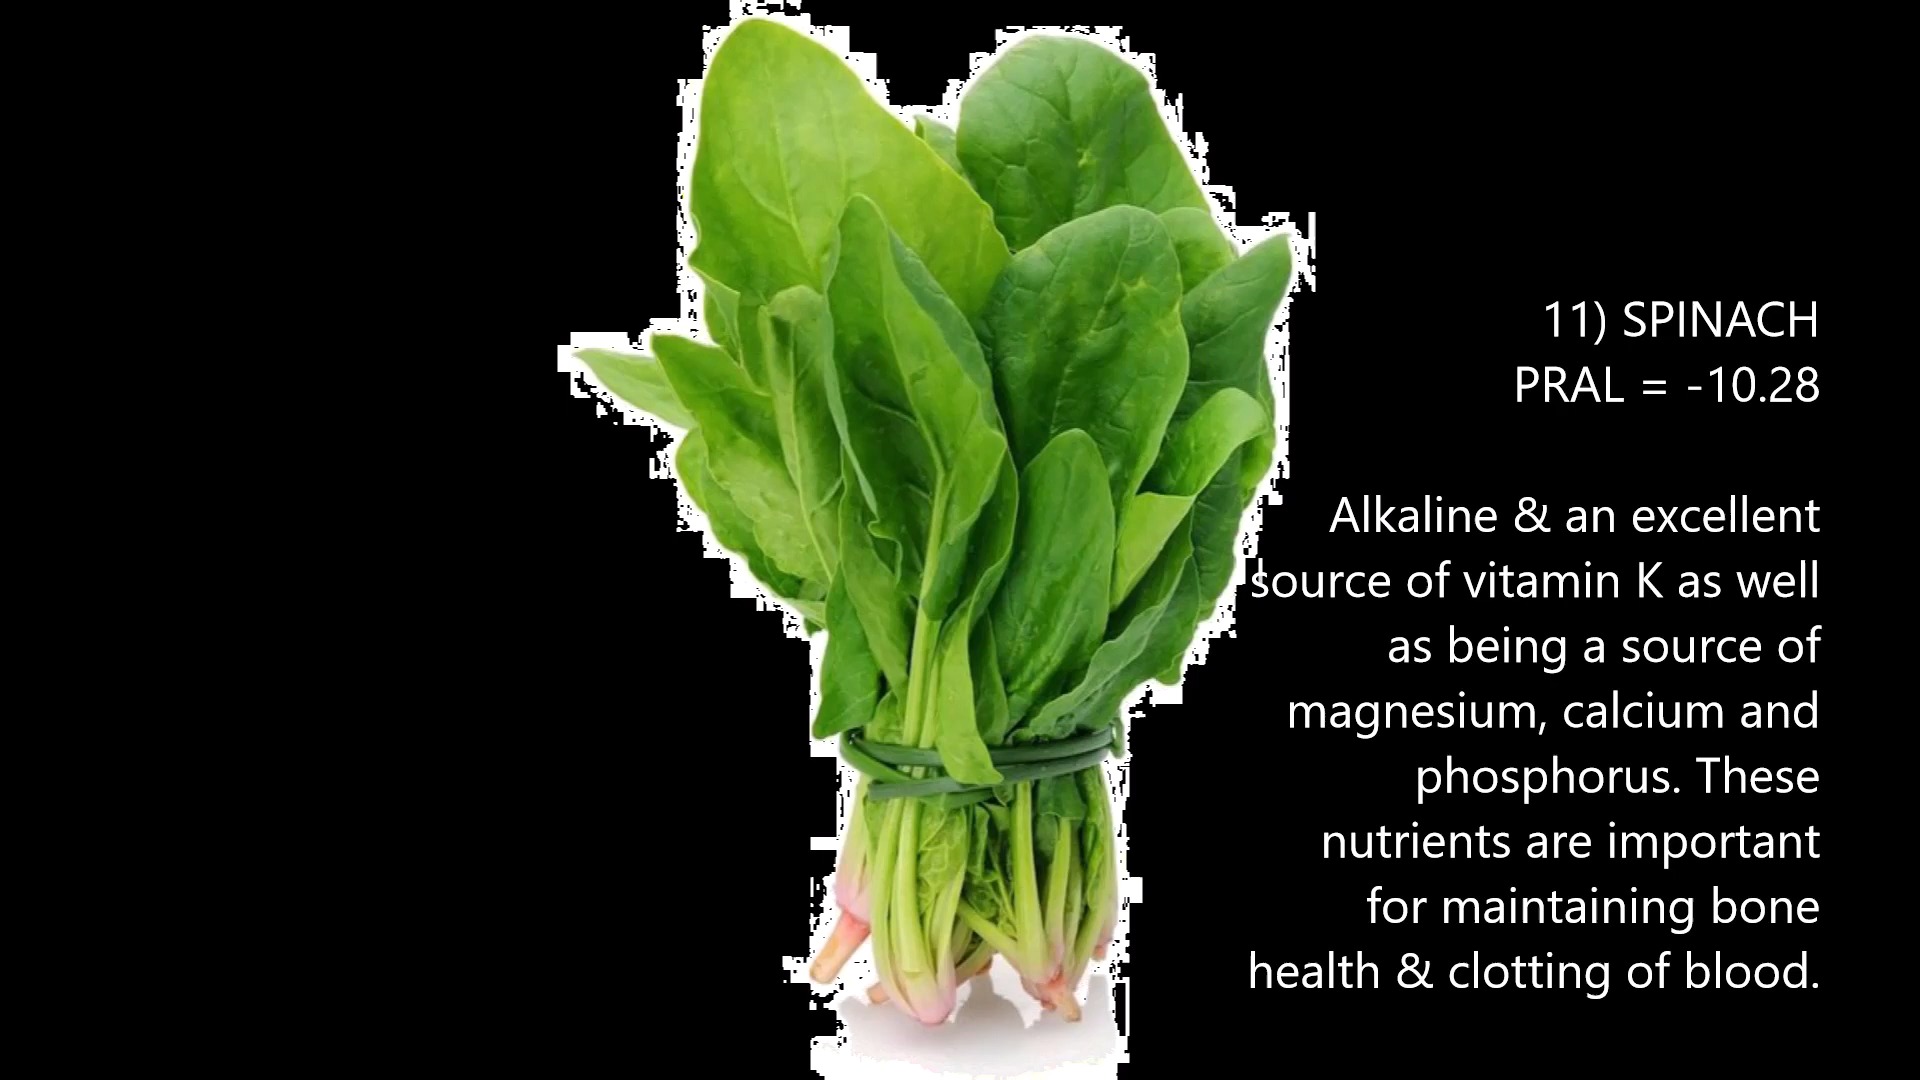 11) SPINACH
PRAL = -10.28
Alkaline & an excellent
source of vitamin K as well
as being a source of
magnesium, calcium and
phosphorus. These
nutrients are important
for maintaining bone
health & clotting of blood.